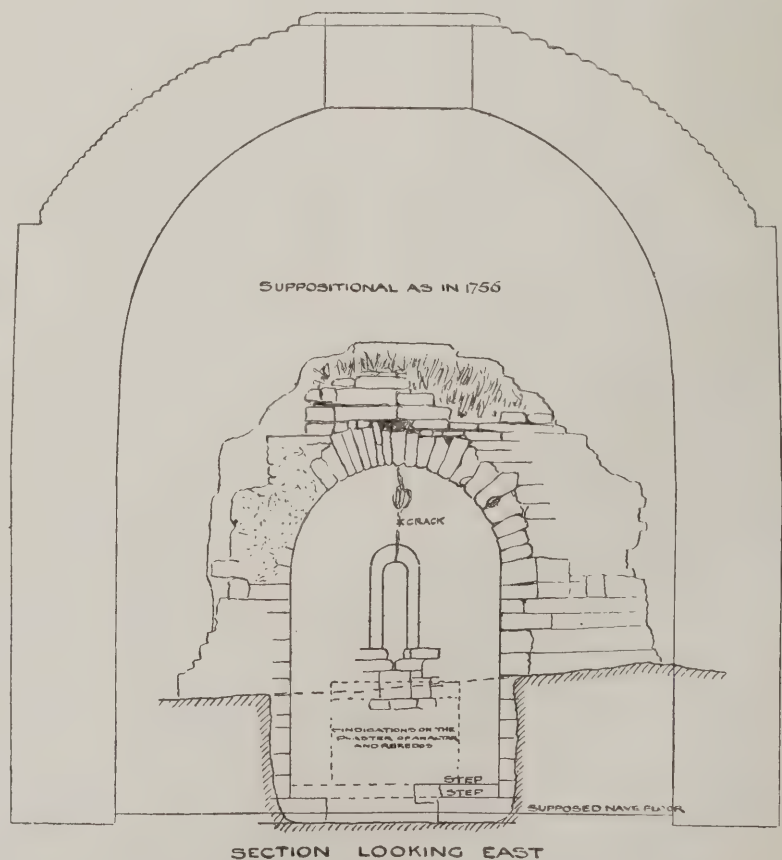 SUPPOSITIONAL AS IN 1756
CRACK
INDICATIONS ON THE
PLASTER OF AN ALTAR
AND REREDOS
STEP
STEP
SUPPOSED NAVE FLOOR
SECTION LOOKING EAST